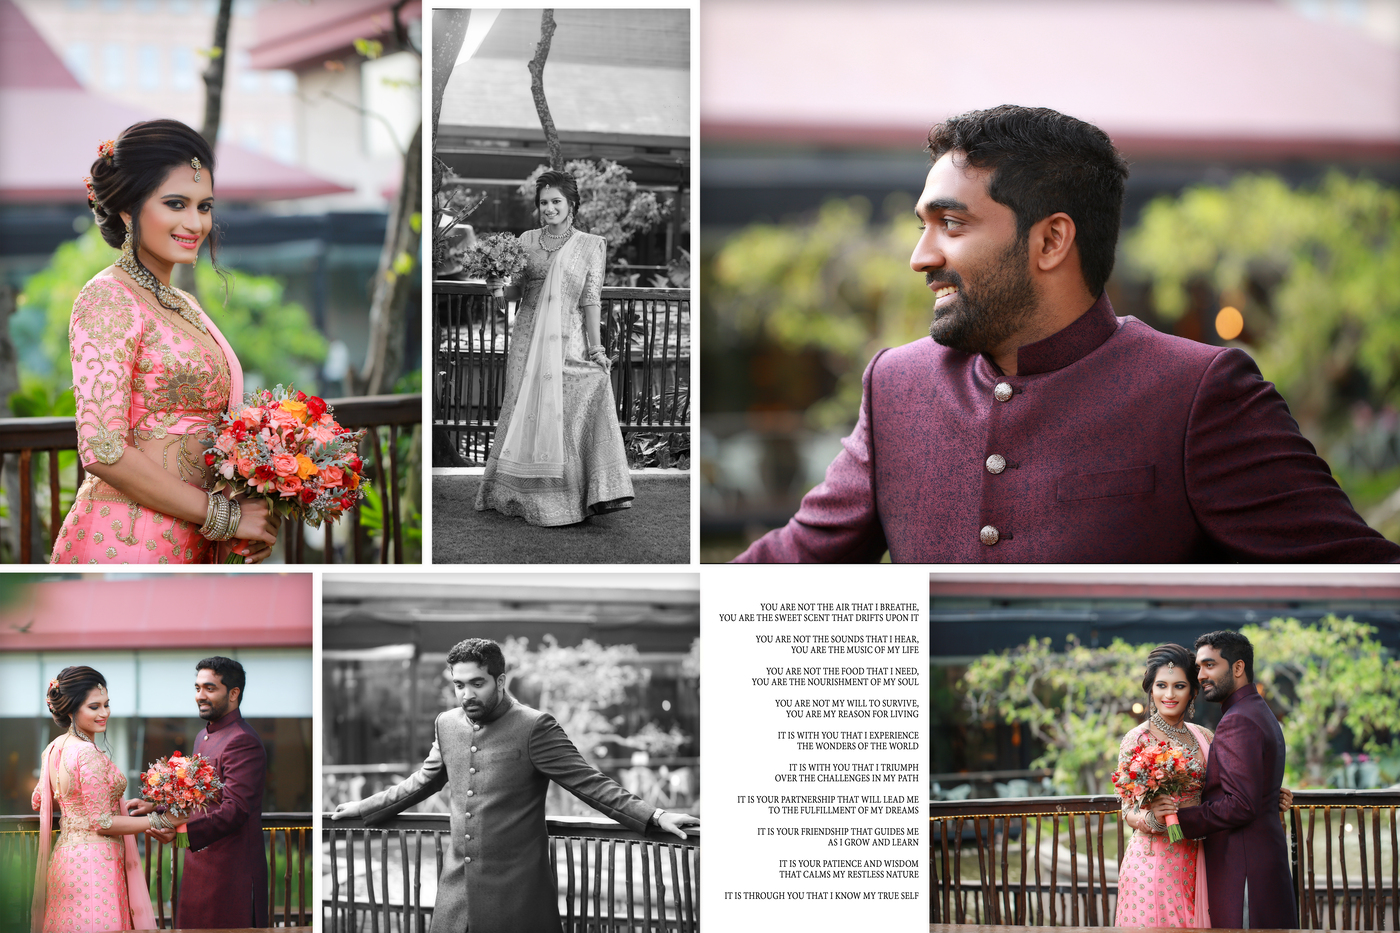 YOU ARE NOT THE AIR THAT I BREATHE,
YOU ARE THE SWEET SCENT THAT DRIFTS UPON IT
YOU ARE NOT THE SOUNDS THAT I HEAR,
YOU ARE THE MUSIC OF MY LIFE
YOU ARE NOT THE FOOD THAT I NEED,
YOU ARE THE NOURISHMENT OF MY SOUL
YOU ARE NOT MY WILL TO SURVIVE,
YOU ARE MY REASON FOR LIVING
IT IS WITH YOU THAT I EXPERIENCE
THE WONDERS OF THE WORLD
IT IS WITH YOU THAT I TRIUMPH
OVER THE CHALLENGES IN MY PATH
IT IS YOUR PARTNERSHIP THAT WILL LEAD ME
TO THE FULFILLMENT OF MY DREAMS
IT IS YOUR FRIENDSHIP THAT GUIDES ME
AS I GROW AND LEARN
IT IS YOUR PATIENCE AND WISDOM
THAT CALMS MY RESTLESS NATURE
IT IS THROUGH YOU THAT I KNOW MY TRUE SELF